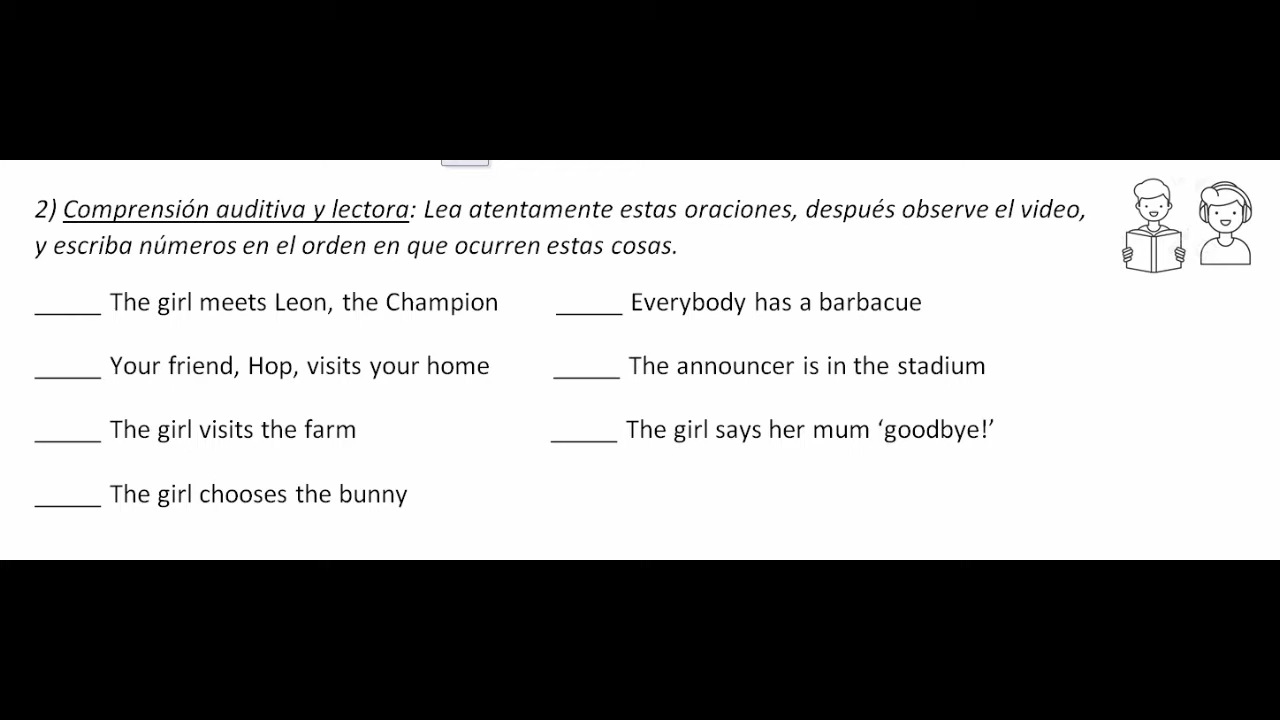 2) Comprensión auditiva y lectora: Lea atentamente estas oraciones, después observe el video,
y escriba números en el orden en que ocurren estas cosas.
_____ The girl meets Leon, the Champion
_____ Everybody has a barbacue
_____ Your friend, Hop, visits your home
_____ The announcer is in the stadium
_____ The girl visits the farm
_____ The girl says her mum ‘goodbye!’
_____ The girl chooses the bunny